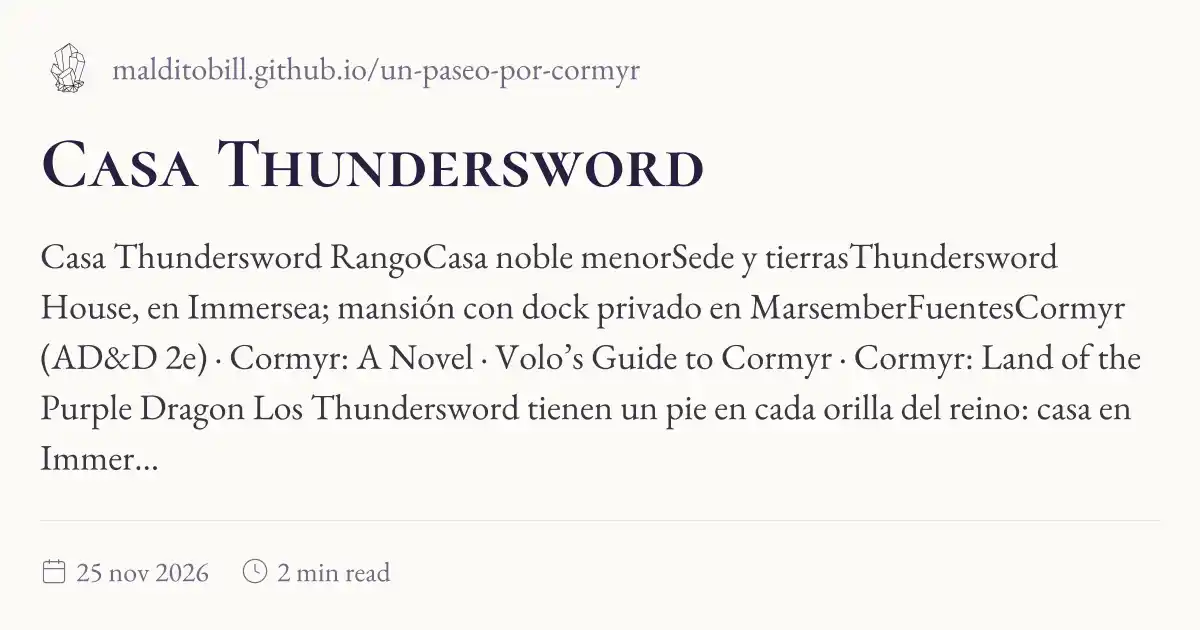 malditobill.github.io/un-paseo-por-cormyr
Casa Thundersword
Casa Thundersword RangoCasa noble menorSede y tierrasThundersword
House, en Immersea; mansión con dock privado en MarsemberFuentesCormyr
(AD&D 2e) · Cormyr: A Novel · Volo’s Guide to Cormyr · Cormyr: Land of the
Purple Dragon Los Thundersword tienen un pie en cada orilla del reino: casa en
Immer...
25 nov 2026 2 min read